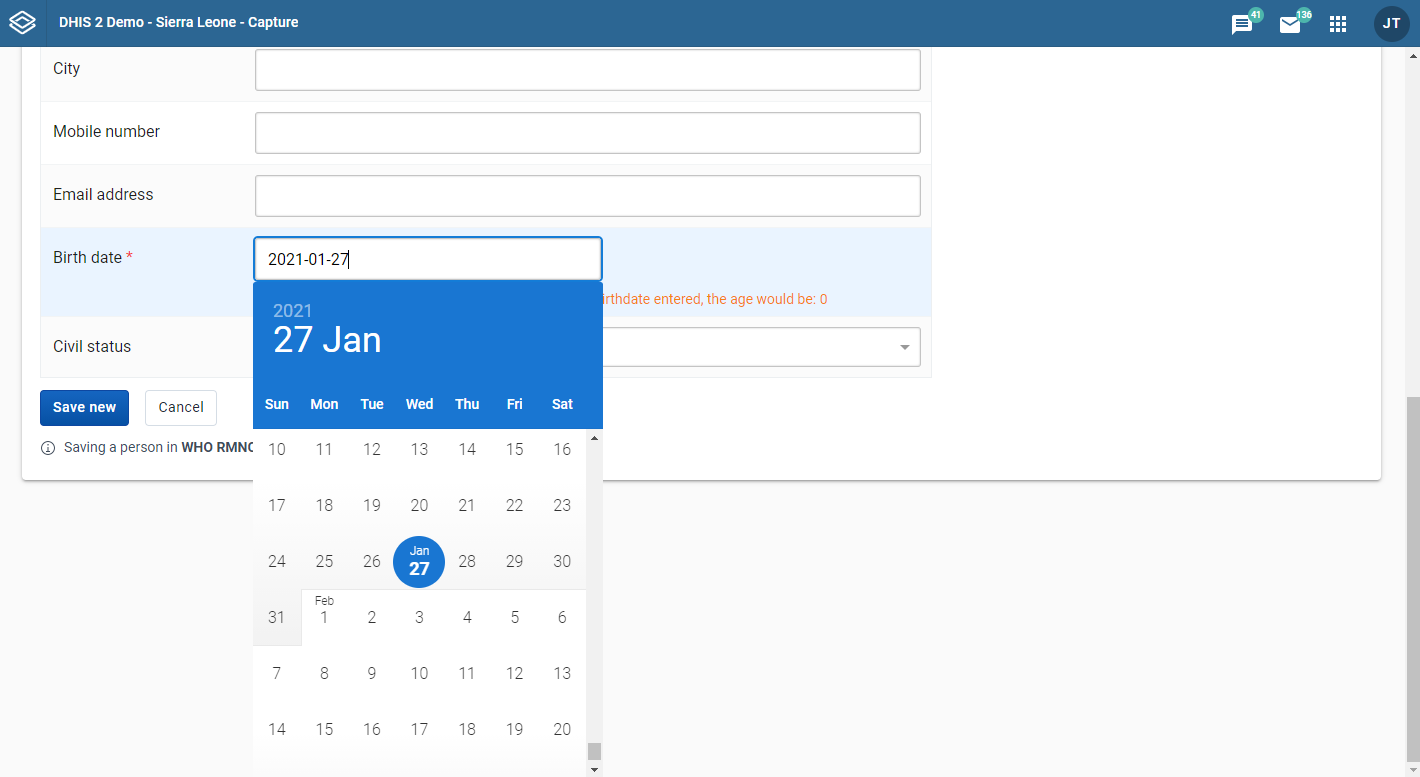 DHIS 2 Demo - Sierra Leone - Capture
41
136
JT
City
Mobile number
Email address
Birth date *
2021-01-27
irthdate entered, the age would be: 0
2021
27 Jan
Civil status
Sun Mon Tue Wed Thu Fri Sat
Save new
Cancel
Saving a person in WHO RMNC
10 11 12 13 14 15 16
17 18 19 20 21 22 23
24 25 26 Jan 27 28 29 30
31 Feb 1 2 3 4 5 6
7 8 9 10 11 12 13
14 15 16 17 18 19 20